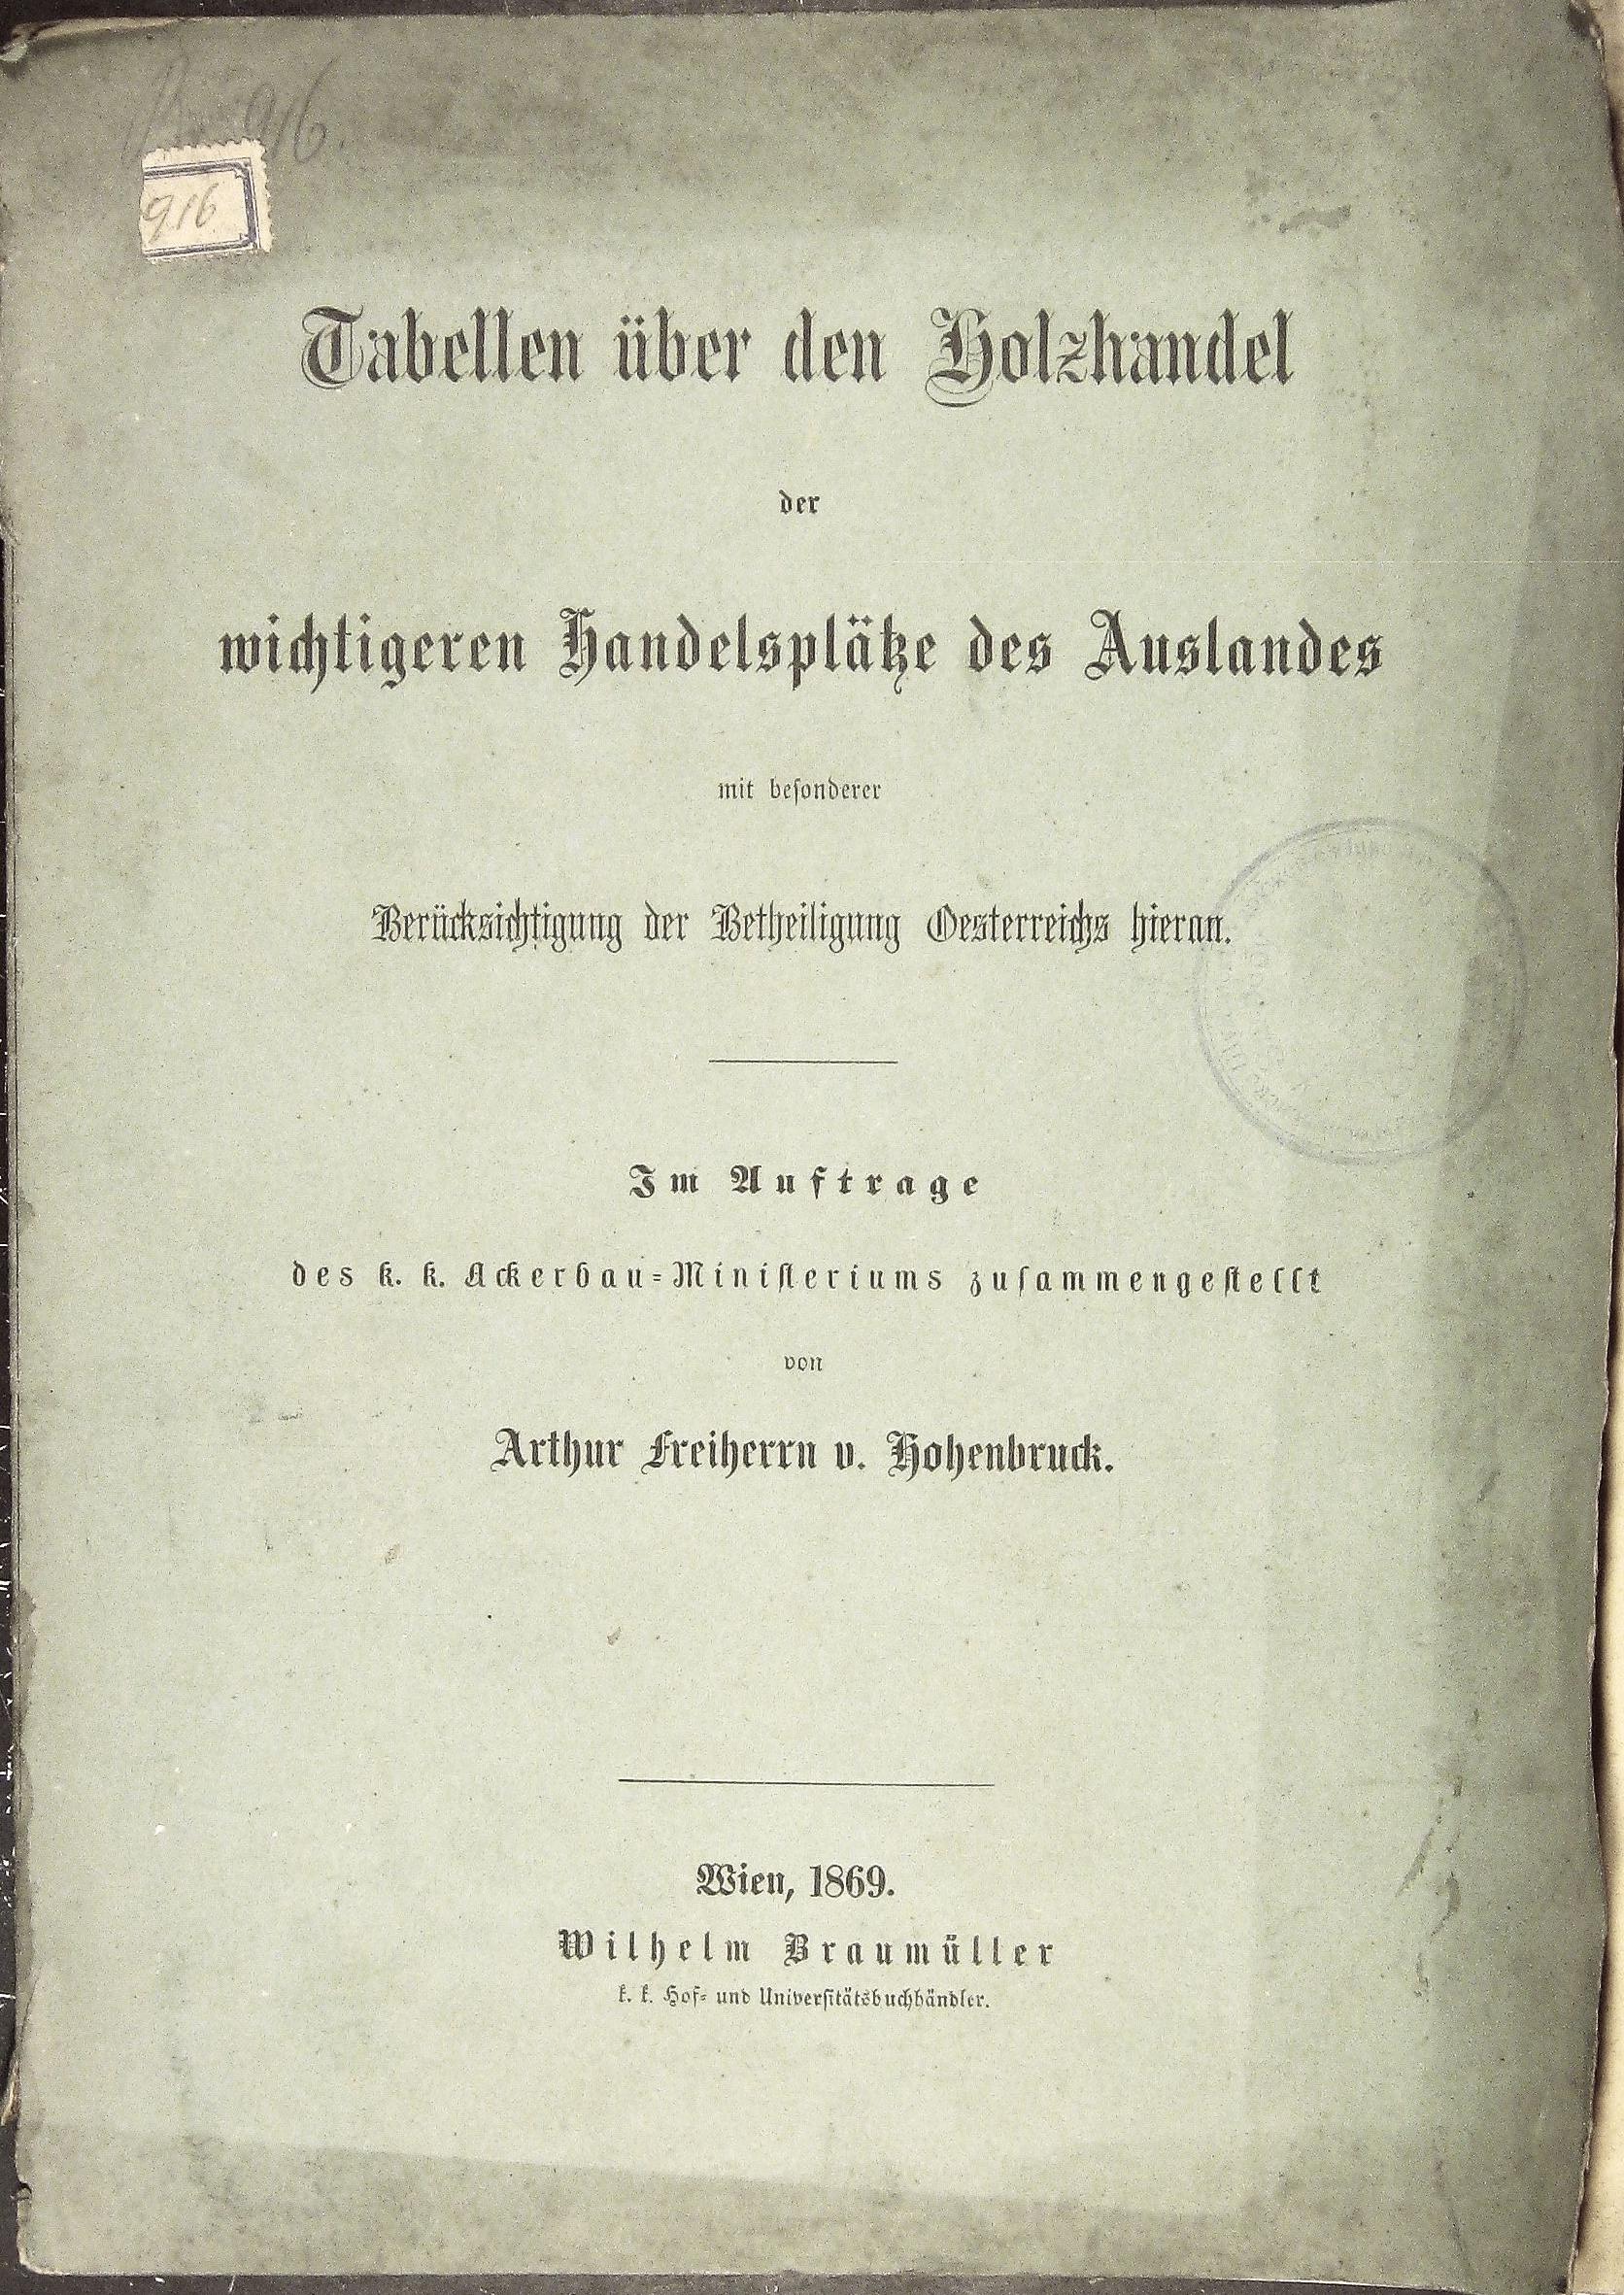 916.
916
Tabellen über den Holzhandel
der
wichtigeren Handelsplätze des Auslandes
mit beſonderer
Berücksichtigung der Betheiligung Oesterreichs hieran.
Im Auftrage
des k. k. Ackerbau-Miniſteriums zuſammengeſtellt
von
Arthur Freiherrn v. Hohenbruck.
Wien, 1869.
Wilhelm Braumüller
k. k. Hof- und Univerſitätsbuchhändler.